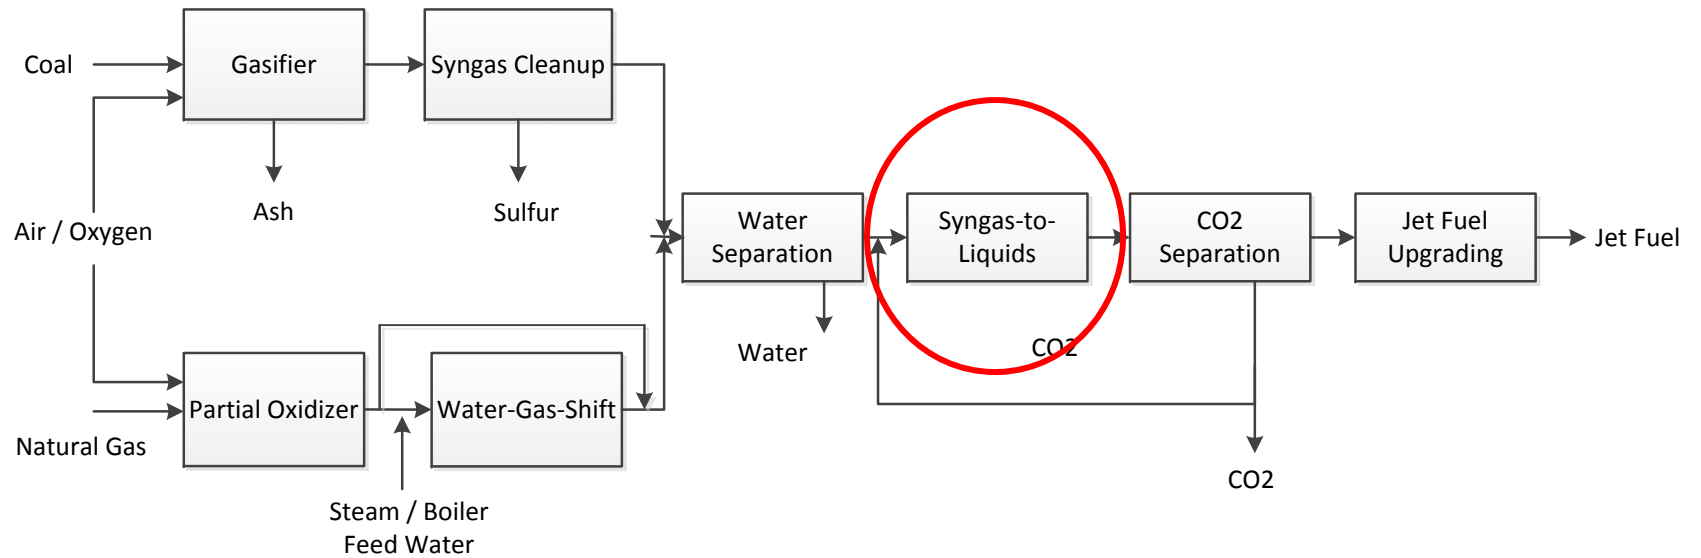 Coal
Gasifier
Syngas Cleanup
Ash
Sulfur
Air / Oxygen
Water
Separation
Syngas-to-
Liquids
CO2
Separation
Jet Fuel
Upgrading
Jet Fuel
Water
CO2
Partial Oxidizer
Water-Gas-Shift
Natural Gas
CO2
Steam / Boiler
Feed Water